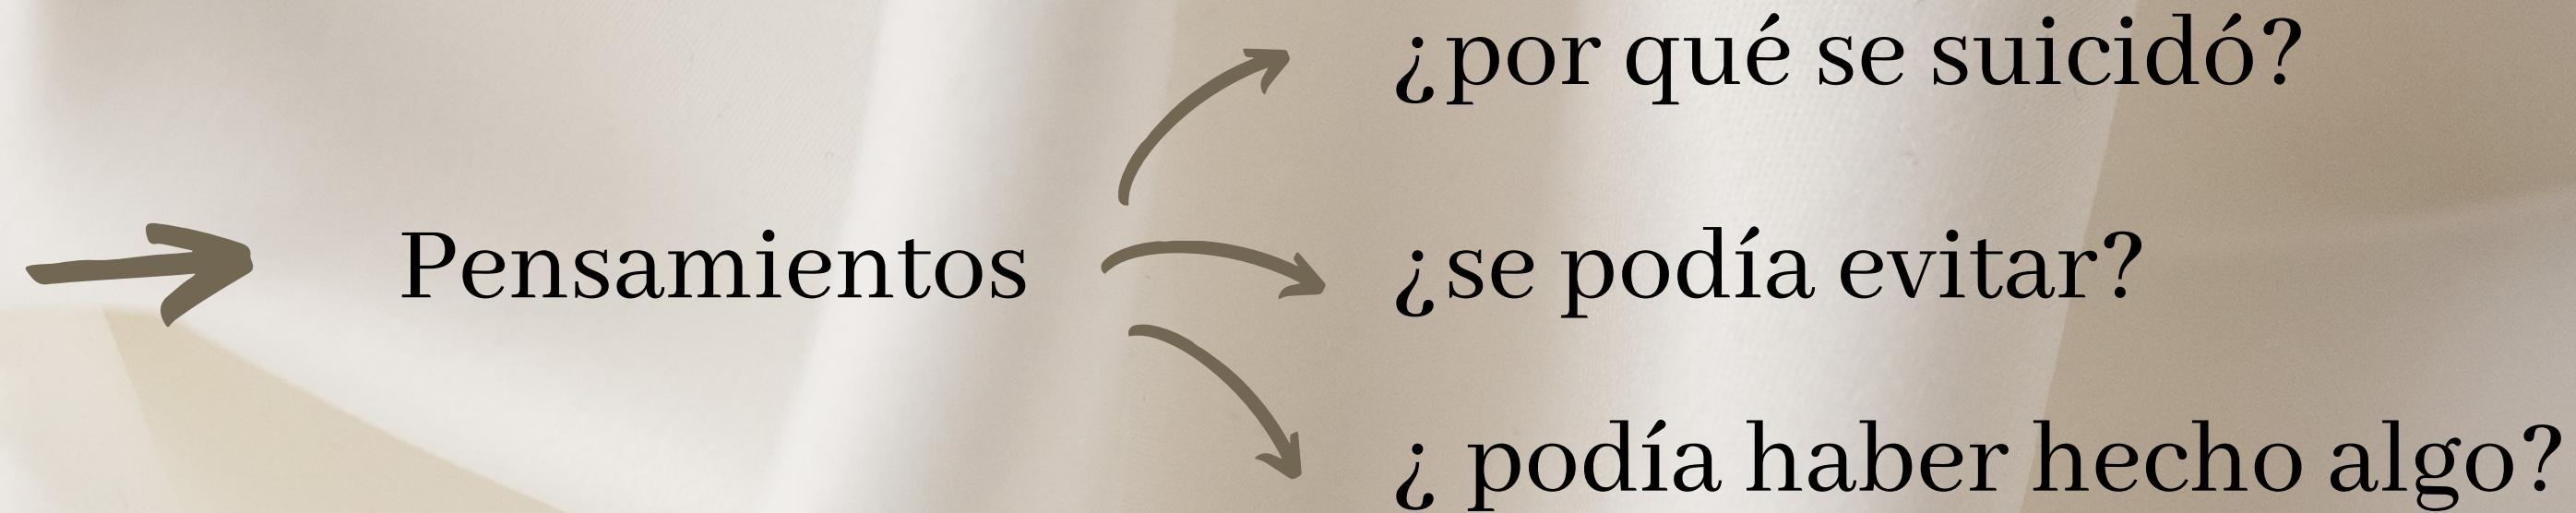 ¿por qué se suicidó?
Pensamientos
¿se podía evitar?
¿ podía haber hecho algo?